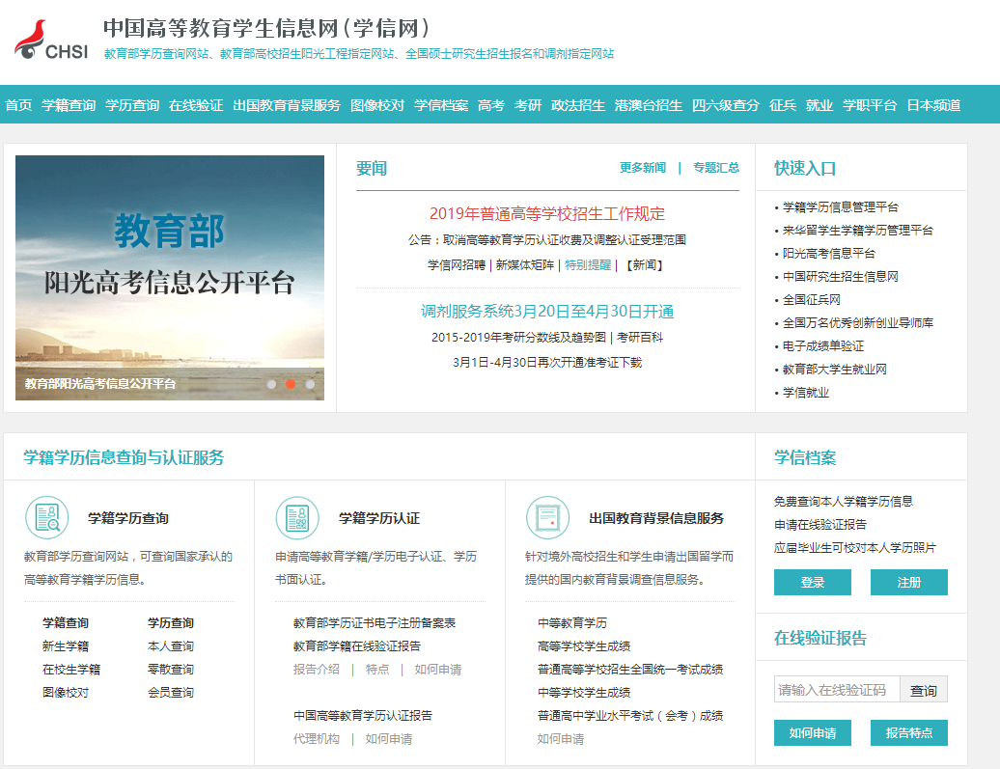 CHSI
中国高等教育学生信息网(学信网)
教育部学历查询网站、教育部高校招生阳光工程指定网站、全国硕士研究生招生报名和调剂指定网站
首页 学籍查询 学历查询 在线验证 出国教育背景服务 图像校对 学信档案 高考 考研 政法招生 港澳台招生 四六级查分 征兵 就业 学职平台 日本频道
教育部
阳光高考信息公开平台
教育部阳光高考信息公开平台
要闻
更多新闻 | 专题汇总
2019年普通高等学校招生工作规定
公告：取消高等教育学历认证收费及调整认证受理范围
学信网招聘 | 新媒体矩阵 | 特别提醒 | 【新闻】
调剂服务系统3月20日至4月30日开通
2015-2019年考研分数线及趋势图 | 考研百科
3月1日-4月30日再次开通准考证下载
快速入口
• 学籍学历信息管理平台
• 来华留学生学籍学历管理平台
• 阳光高考信息平台
• 中国研究生招生信息网
• 全国征兵网
• 全国万名优秀创新创业导师库
• 电子成绩单验证
• 教育部大学生就业网
• 学信就业
学籍学历信息查询与认证服务
学籍学历查询
教育部学历查询网站，可查询国家承认的
高等教育学籍学历信息。
学籍查询 学历查询
新生学籍 本人查询
在校生学籍 零散查询
图像校对 会员查询
学籍学历认证
申请高等教育学籍/学历电子认证、学历
书面认证。
教育部学历证书电子注册备案表
教育部学籍在线验证报告
报告介绍 | 特点 | 如何申请
中国高等教育学历认证报告
代理机构 | 如何申请
出国教育背景信息服务
针对境外高校招生和学生申请出国留学而
提供的国内教育背景调查信息服务。
中等教育学历
高等学校学生成绩
普通高等学校招生全国统一考试成绩
中等学校学生成绩
普通高中学业水平考试（会考）成绩
如何申请
学信档案
免费查询本人学籍学历信息
申请在线验证报告
应届毕业生可校对本人学历照片
登录 注册
在线验证报告
请输入在线验证码 查询
如何申请 报告特点